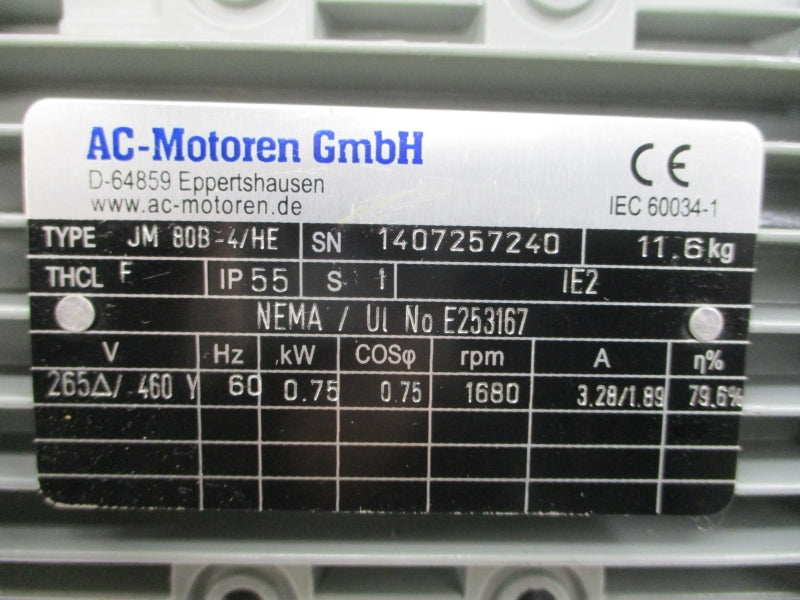 AC-Motoren GmbH
D-64859 Eppertshausen
www.ac-motoren.de
CE
IEC 60034-1
TYPE JM 80B-4/HE SN 1407257240 11.6kg
THCL F IP 55 S 1 IE2
NEMA / Ul No E253167
V Hz kW COSφ rpm A η%
265Δ/ 460 Y 60 0.75 0.75 1680 3.28/1.89 79.6%